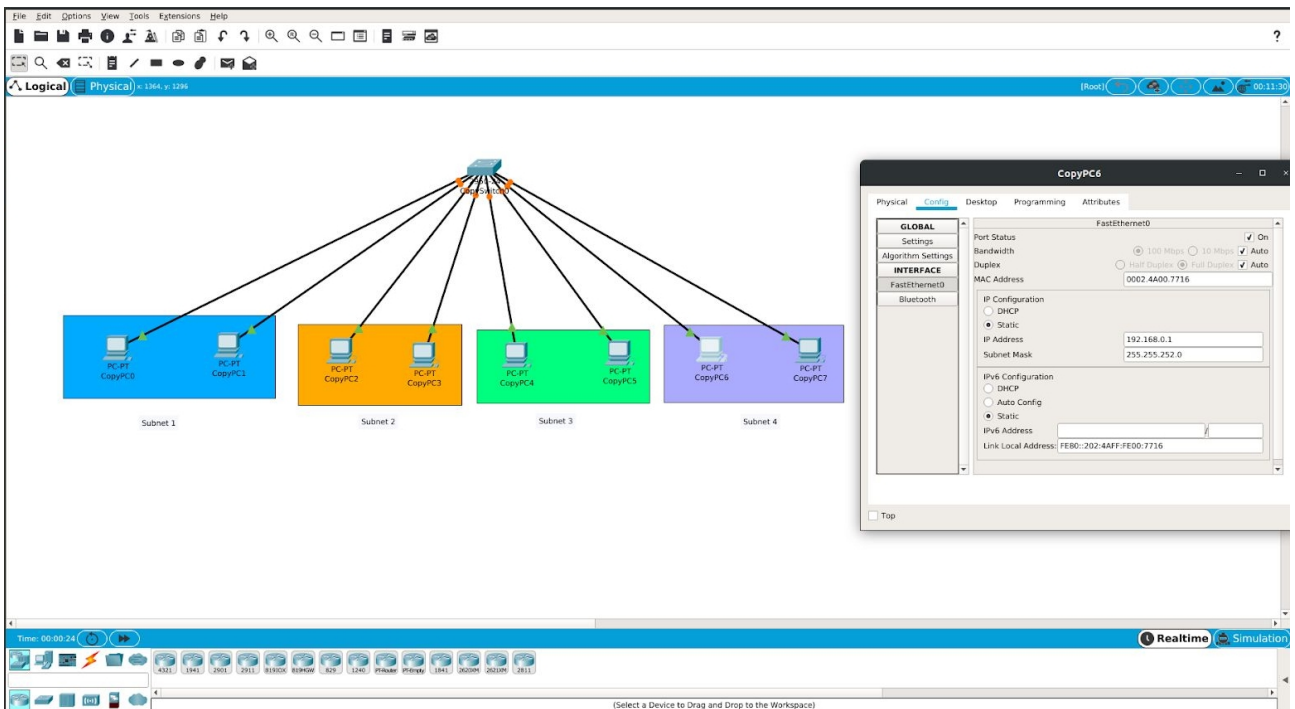 File Edit Options View Tools Extensions Help
?
Logical Physical x: 1364, y: 1296 [Root] 00:11:30
CopySwitch0
PC-PT
CopyPC0
PC-PT
CopyPC1
PC-PT
CopyPC2
PC-PT
CopyPC3
PC-PT
CopyPC4
PC-PT
CopyPC5
PC-PT
CopyPC6
PC-PT
CopyPC7
Subnet 1
Subnet 2
Subnet 3
Subnet 4
CopyPC6
Physical Config Desktop Programming Attributes
GLOBAL
Settings
Algorithm Settings
INTERFACE
FastEthernet0
Bluetooth
FastEthernet0
Port Status On
Bandwidth 100 Mbps 10 Mbps Auto
Duplex Half Duplex Full Duplex Auto
MAC Address 0002.4A00.7716
IP Configuration
DHCP
Static
IP Address 192.168.0.1
Subnet Mask 255.255.252.0
IPv6 Configuration
DHCP
Auto Config
Static
IPv6 Address /
Link Local Address: FE80::202:4AFF:FE00:7716
Top
Time: 00:00:24 Realtime Simulation
4321 1941 2901 2911 819IOX 819HGW 829 1240 PT-Router PT-Empty 1841 2620XM 2621XM 2811
(Select a Device to Drag and Drop to the Workspace)